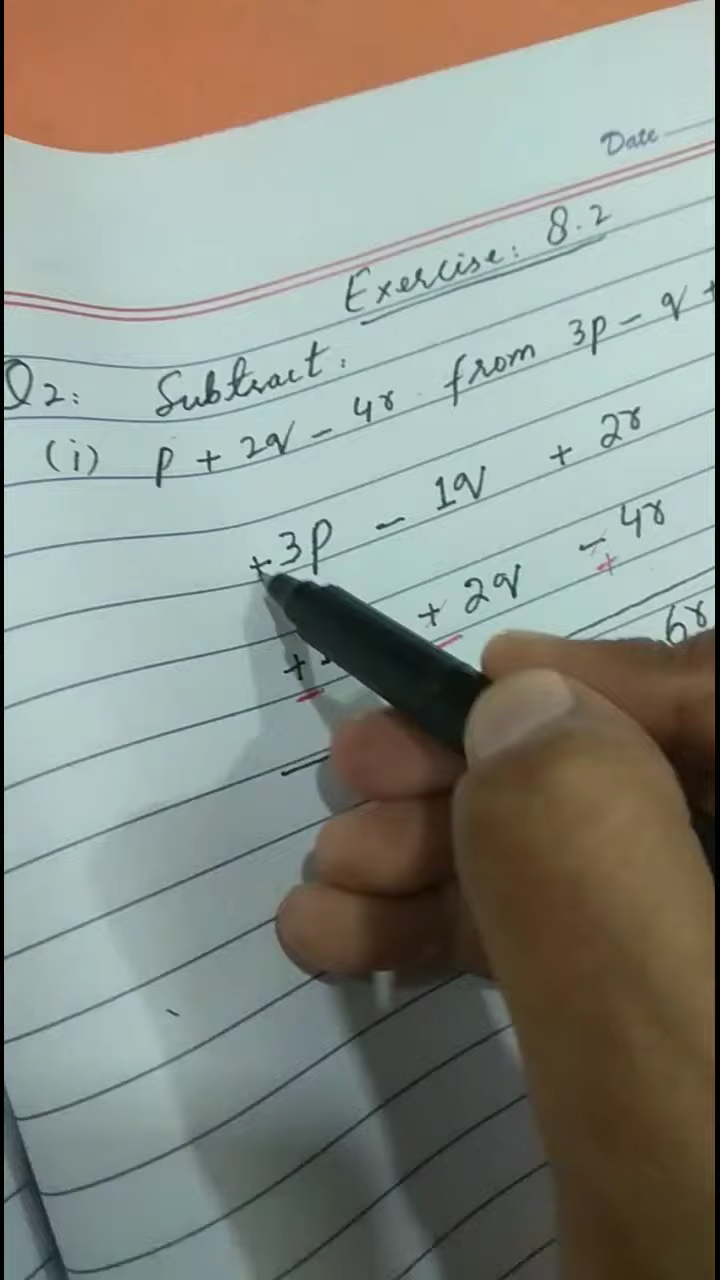 Date
Exercise: 8.2
Q2: Subtract.
(i) p + 2q - 4r from 3p - q +
+3p - 1q + 2r
+ + 2q - 4r
- - +
6r